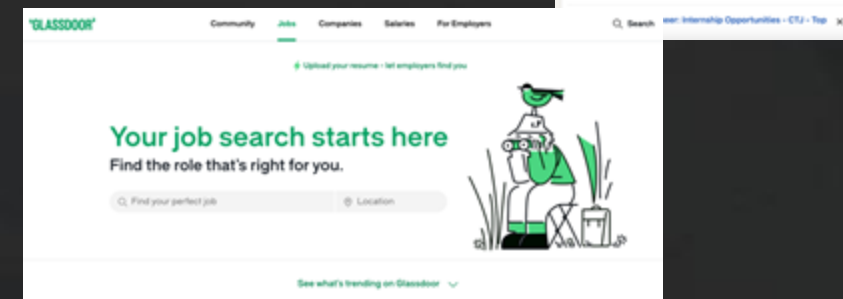 "GLASSDOOR"
Community Jobs Companies Salaries For Employers Search
eer: Internship Opportunities - CTJ - Top
Upload your resume - let employers find you
Your job search starts here
Find the role that's right for you.
Find your perfect job Location
See what's trending on Glassdoor